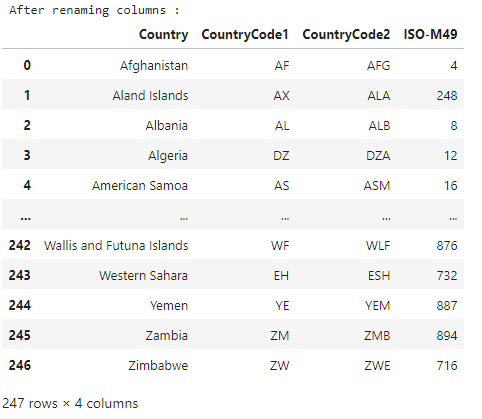 After renaming columns :
Country CountryCode1 CountryCode2 ISO-M49
0 Afghanistan AF AFG 4
1 Aland Islands AX ALA 248
2 Albania AL ALB 8
3 Algeria DZ DZA 12
4 American Samoa AS ASM 16
... ... ... ... ...
242 Wallis and Futuna Islands WF WLF 876
243 Western Sahara EH ESH 732
244 Yemen YE YEM 887
245 Zambia ZM ZMB 894
246 Zimbabwe ZW ZWE 716
247 rows × 4 columns